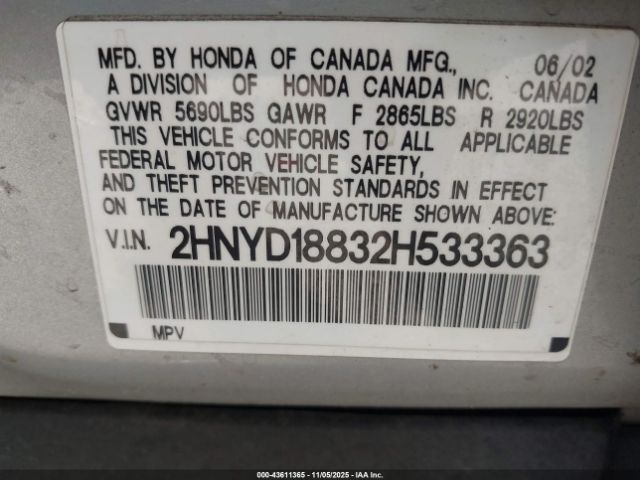 MFD. BY HONDA OF CANADA MFG., 06/02
A DIVISION OF HONDA CANADA INC. CANADA
GVWR 5690LBS GAWR F 2865LBS R 2920LBS
THIS VEHICLE CONFORMS TO ALL APPLICABLE
FEDERAL MOTOR VEHICLE SAFETY,
AND THEFT PREVENTION STANDARDS IN EFFECT
ON THE DATE OF MANUFACTURE SHOWN ABOVE:
V.I.N. 2HNYD18832H533363
MPV
000-43611365 - 11/05/2025 - IAAI.com